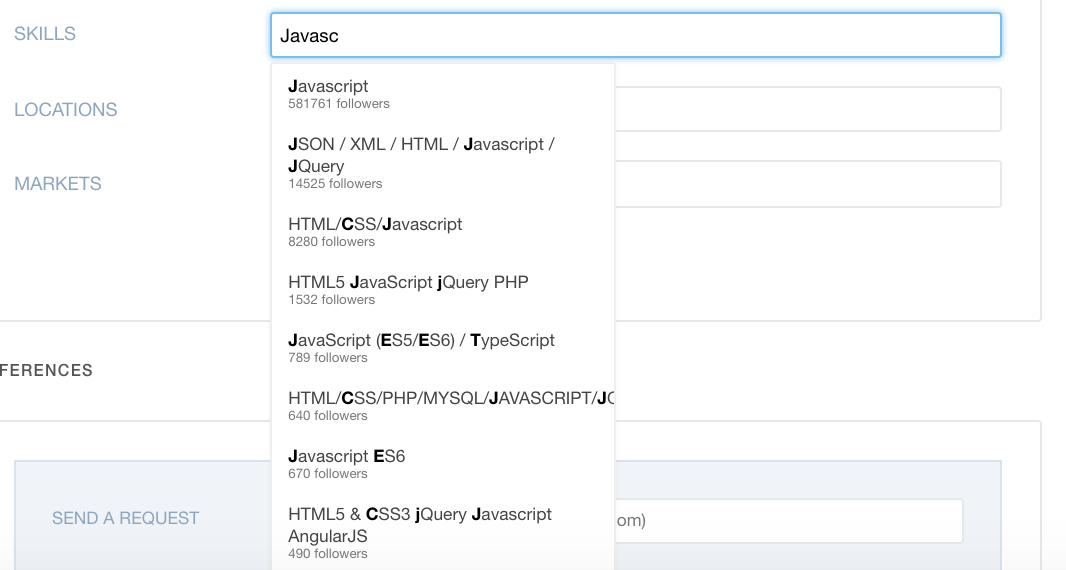 SKILLS
Javasc
Javascript
581761 followers
LOCATIONS
JSON / XML / HTML / Javascript /
JQuery
14525 followers
MARKETS
HTML/CSS/Javascript
8280 followers
HTML5 JavaScript jQuery PHP
1532 followers
JavaScript (ES5/ES6) / TypeScript
789 followers
FERENCES
HTML/CSS/PHP/MYSQL/JAVASCRIPT/J
640 followers
Javascript ES6
670 followers
SEND A REQUEST
HTML5 & CSS3 jQuery Javascript
AngularJS
490 followers
om)